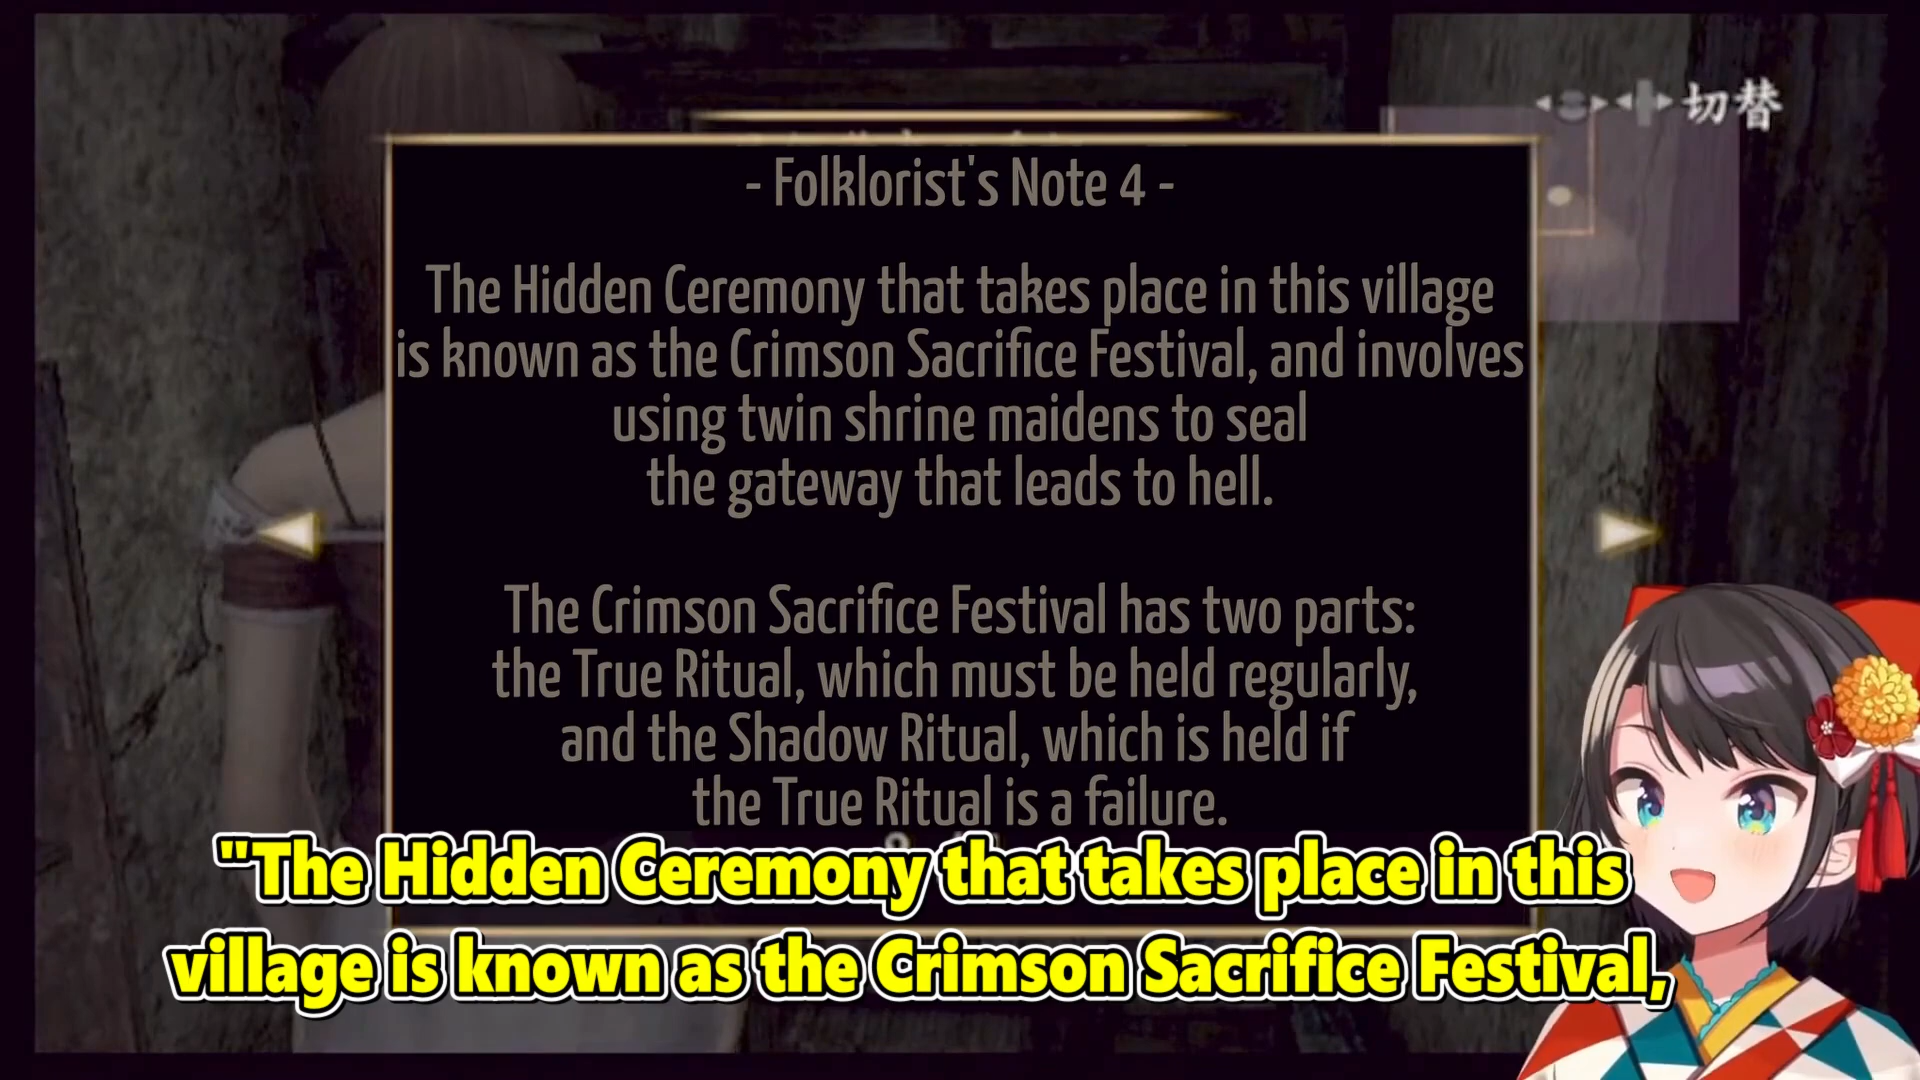 切替
- Folklorist's Note 4 -
The Hidden Ceremony that takes place in this village
is known as the Crimson Sacrifice Festival, and involves
using twin shrine maidens to seal
the gateway that leads to hell.
The Crimson Sacrifice Festival has two parts:
the True Ritual, which must be held regularly,
and the Shadow Ritual, which is held if
the True Ritual is a failure.
"The Hidden Ceremony that takes place in this
village is known as the Crimson Sacrifice Festival,